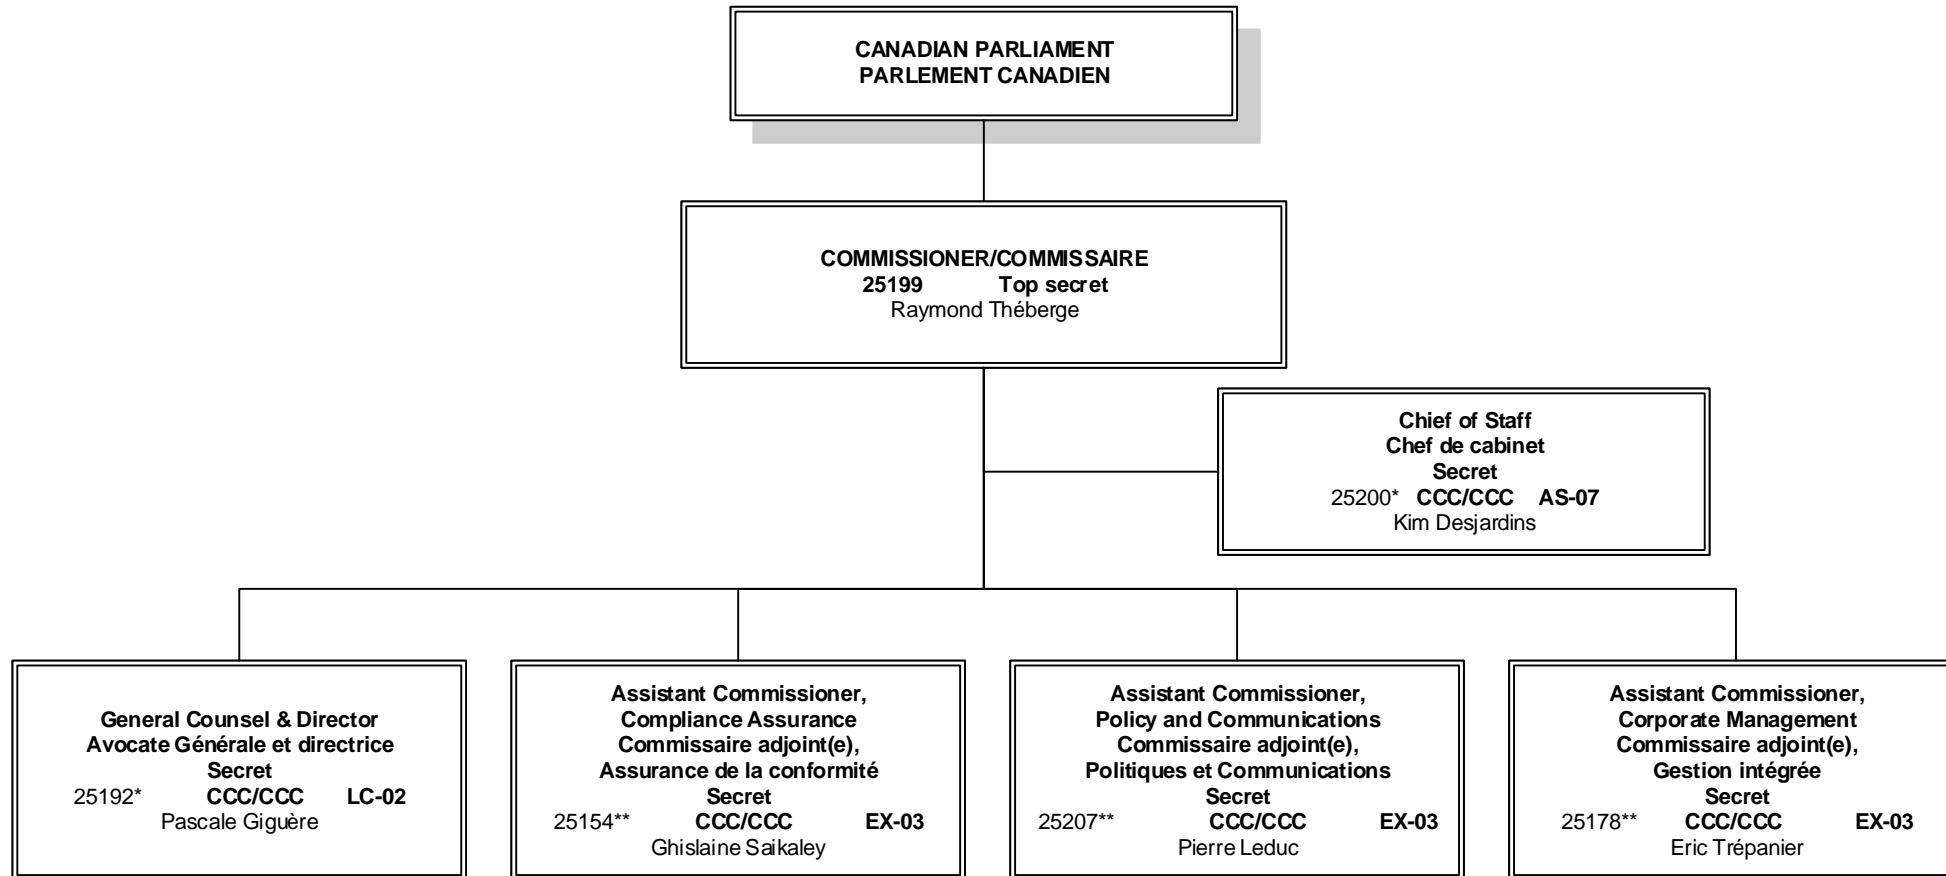 CANADIAN PARLIAMENT
PARLEMENT CANADIEN
COMMISSIONER/COMMISSAIRE
25199 Top secret
Raymond Théberge
Chief of Staff
Chef de cabinet
Secret
25200* CCC/CCC AS-07
Kim Desjardins
General Counsel & Director
Avocate Générale et directrice
Secret
25192* CCC/CCC LC-02
Pascale Giguère
Assistant Commissioner,
Compliance Assurance
Commissaire adjoint(e),
Assurance de la conformité
Secret
25154** CCC/CCC EX-03
Ghislaine Saikaley
Assistant Commissioner,
Policy and Communications
Commissaire adjoint(e),
Politiques et Communications
Secret
25207** CCC/CCC EX-03
Pierre Leduc
Assistant Commissioner,
Corporate Management
Commissaire adjoint(e),
Gestion intégrée
Secret
25178** CCC/CCC EX-03
Eric Trépanier